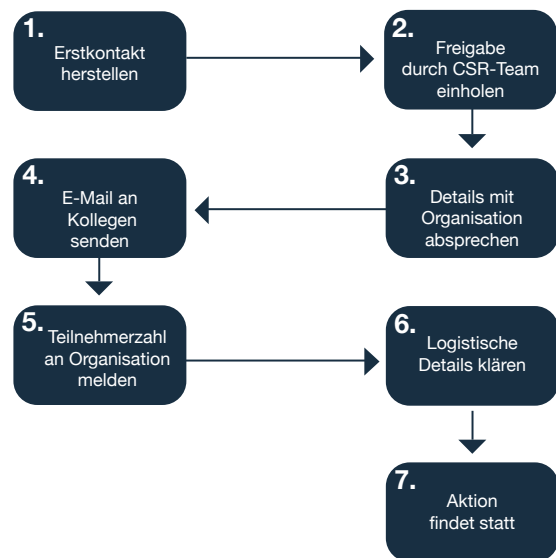 1.
Erstkontakt
herstellen
2.
Freigabe
durch CSR-Team
einholen
3.
Details mit
Organisation
absprechen
4.
E-Mail an
Kollegen
senden
5.
Teilnehmerzahl
an Organisation
melden
6.
Logistische
Details klären
7.
Aktion
findet statt